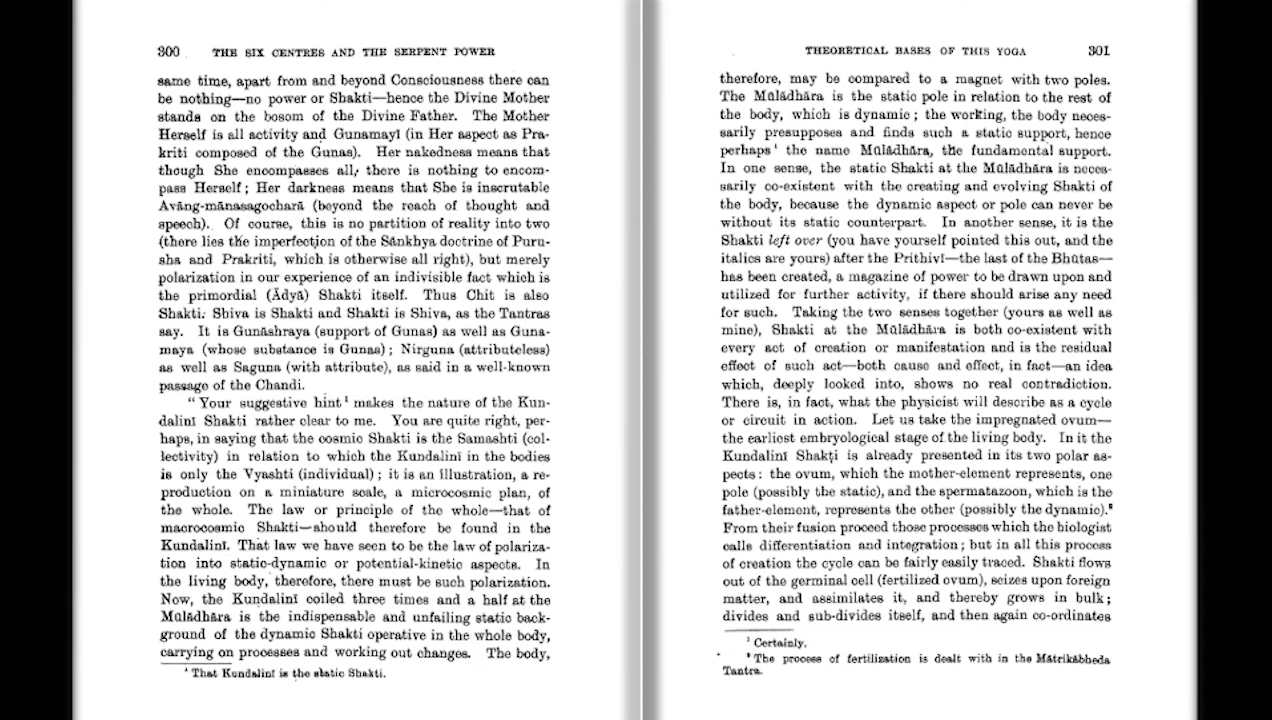 300 THE SIX CENTRES AND THE SERPENT POWER
same time, apart from and beyond Consciousness there can
be nothing—no power or Shakti—hence the Divine Mother
stands on the bosom of the Divine Father. The Mother
Herself is all activity and Gunamayī (in Her aspect as Pra-
kriti composed of the Gunas). Her nakedness means that
though She encompasses all, there is nothing to encom-
pass Herself; Her darkness means that She is inscrutable
Avāng-mānasagocharā (beyond the reach of thought and
speech). Of course, this is no partition of reality into two
(there lies the imperfection of the Sānkhya doctrine of Puru-
sha and Prakriti, which is otherwise all right), but merely
polarization in our experience of an indivisible fact which is
the primordial (Ādyā) Shakti itself. Thus Chit is also
Shakti. Shiva is Shakti and Shakti is Shiva, as the Tantras
say. It is Gunāshraya (support of Gunas) as well as Guna-
maya (whose substance is Gunas); Nirguna (attributeless)
as well as Saguna (with attribute), as said in a well-known
passage of the Chandi.
“Your suggestive hint¹ makes the nature of the Kun-
dalinī Shakti rather clear to me. You are quite right, per-
haps, in saying that the cosmic Shakti is the Samashti (col-
lectivity) in relation to which the Kundalinī in the bodies
is only the Vyashti (individual); it is an illustration, a re-
production on a miniature scale, a microcosmic plan, of
the whole. The law or principle of the whole—that of
macrocosmic Shakti—should therefore be found in the
Kundalinī. That law we have seen to be the law of polariza-
tion into static-dynamic or potential-kinetic aspects. In
the living body, therefore, there must be such polarization.
Now, the Kuṇdalinī coiled three times and a half at the
Mūlādhāra is the indispensable and unfailing static back-
ground of the dynamic Shakti operative in the whole body,
carrying on processes and working out changes. The body,
¹ That Kundalinī is the static Shakti.
THEORETICAL BASES OF THIS YOGA 301
therefore, may be compared to a magnet with two poles.
The Mūlādhāra is the static pole in relation to the rest of
the body, which is dynamic; the working, the body neces-
sarily presupposes and finds such a static support, hence
perhaps¹ the name Mūlādhāra, the fundamental support.
In one sense, the static Shakti at the Mūlādhāra is neces-
sarily co-existent with the creating and evolving Shakti of
the body, because the dynamic aspect or pole can never be
without its static counterpart. In another sense, it is the
Shakti left over (you have yourself pointed this out, and the
italics are yours) after the Prithivī—the last of the Bhūtas—
has been created, a magazine of power to be drawn upon and
utilized for further activity, if there should arise any need
for such. Taking the two senses together (yours as well as
mine), Shakti at the Mūlādhāra is both co-existent with
every act of creation or manifestation and is the residual
effect of such act—both cause and effect, in fact—an idea
which, deeply looked into, shows no real contradiction.
There is, in fact, what the physicist will describe as a cycle
or circuit in action. Let us take the impregnated ovum—
the earliest embryological stage of the living body. In it the
Kundalinī Shakṭi is already presented in its two polar as-
pects: the ovum, which the mother-element represents, one
pole (possibly the static), and the spermatazoon, which is the
father-element, represents the other (possibly the dynamic).²
From their fusion proceed those processes which the biologist
calls differentiation and integration; but in all this process
of creation the cycle can be fairly easily traced. Shakti flows
out of the germinal cell (fertilized ovum), seizes upon foreign
matter, and assimilates it, and thereby grows in bulk;
divides and sub-divides itself, and then again co-ordinates
¹ Certainly.
² The process of fertilization is dealt with in the Mātrikābheda
Tantra.